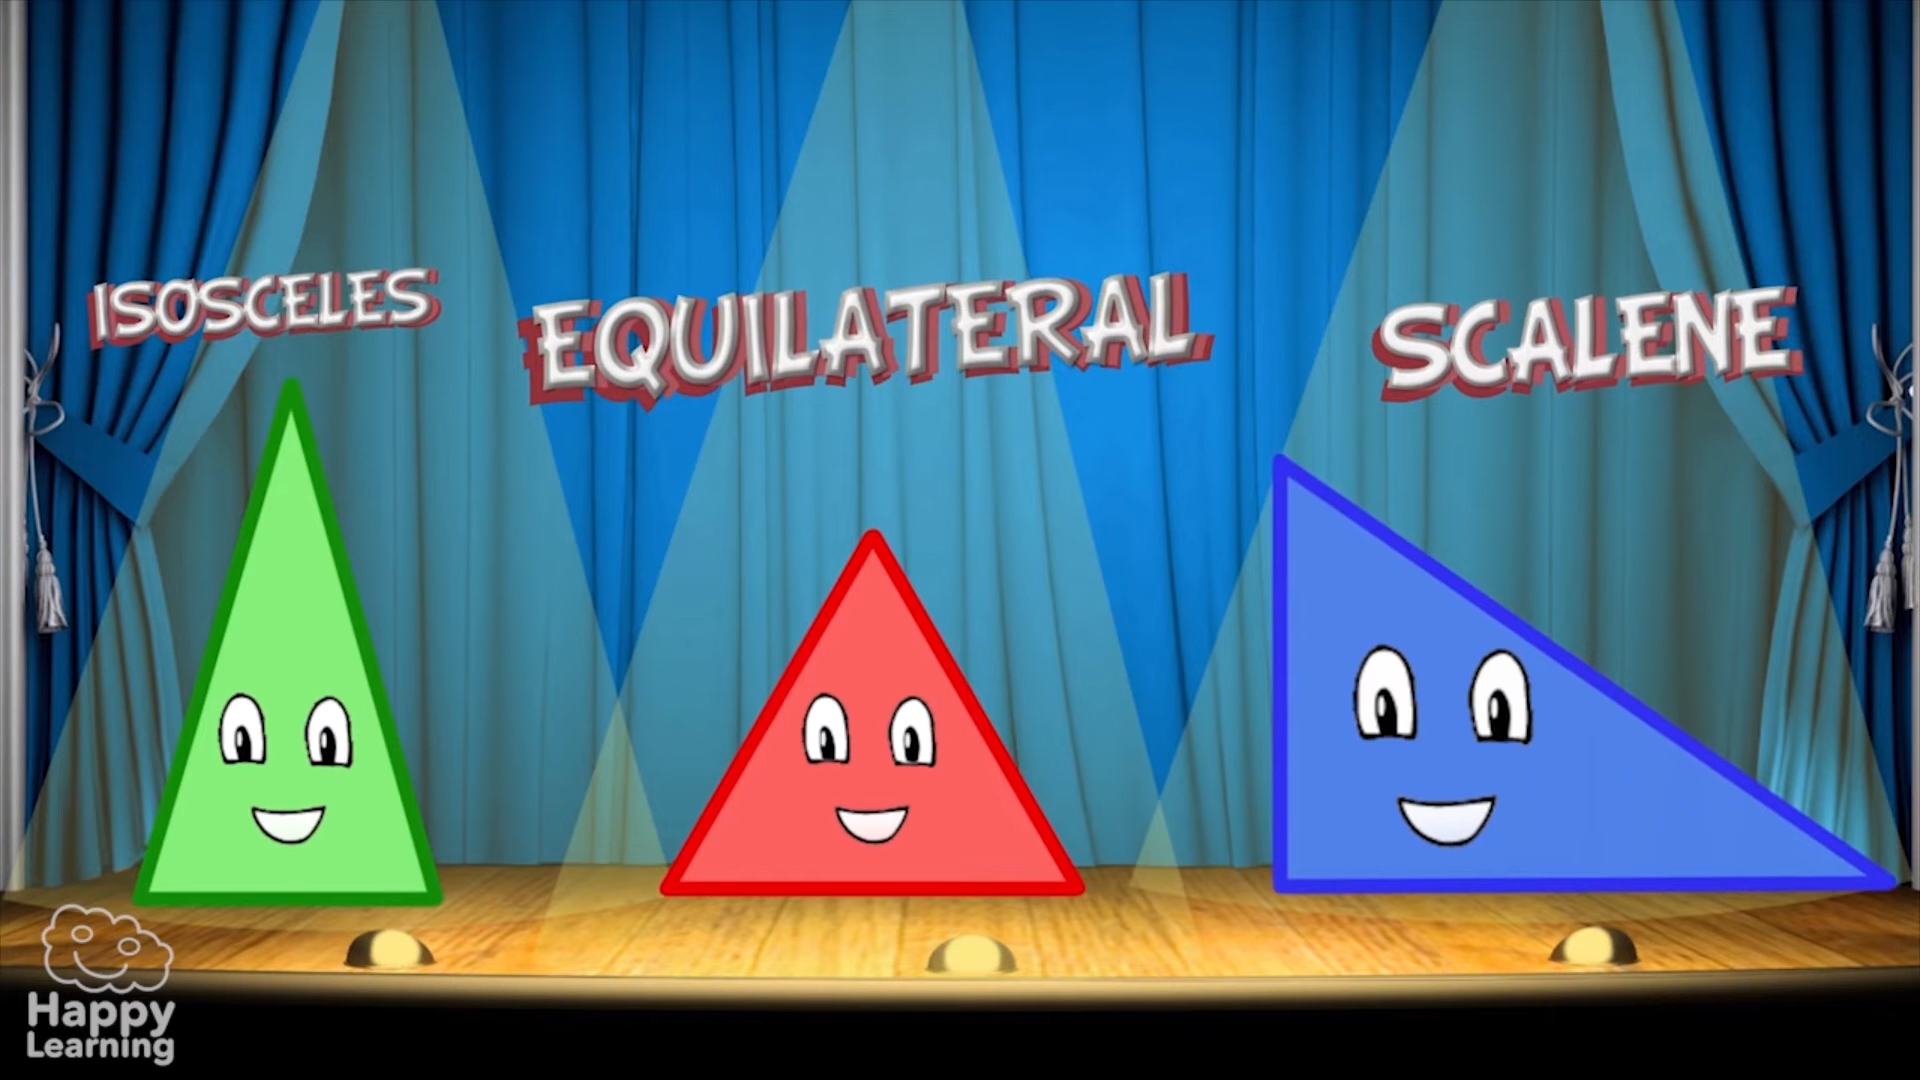 ISOSCELES
EQUILATERAL
SCALENE
Happy
Learning